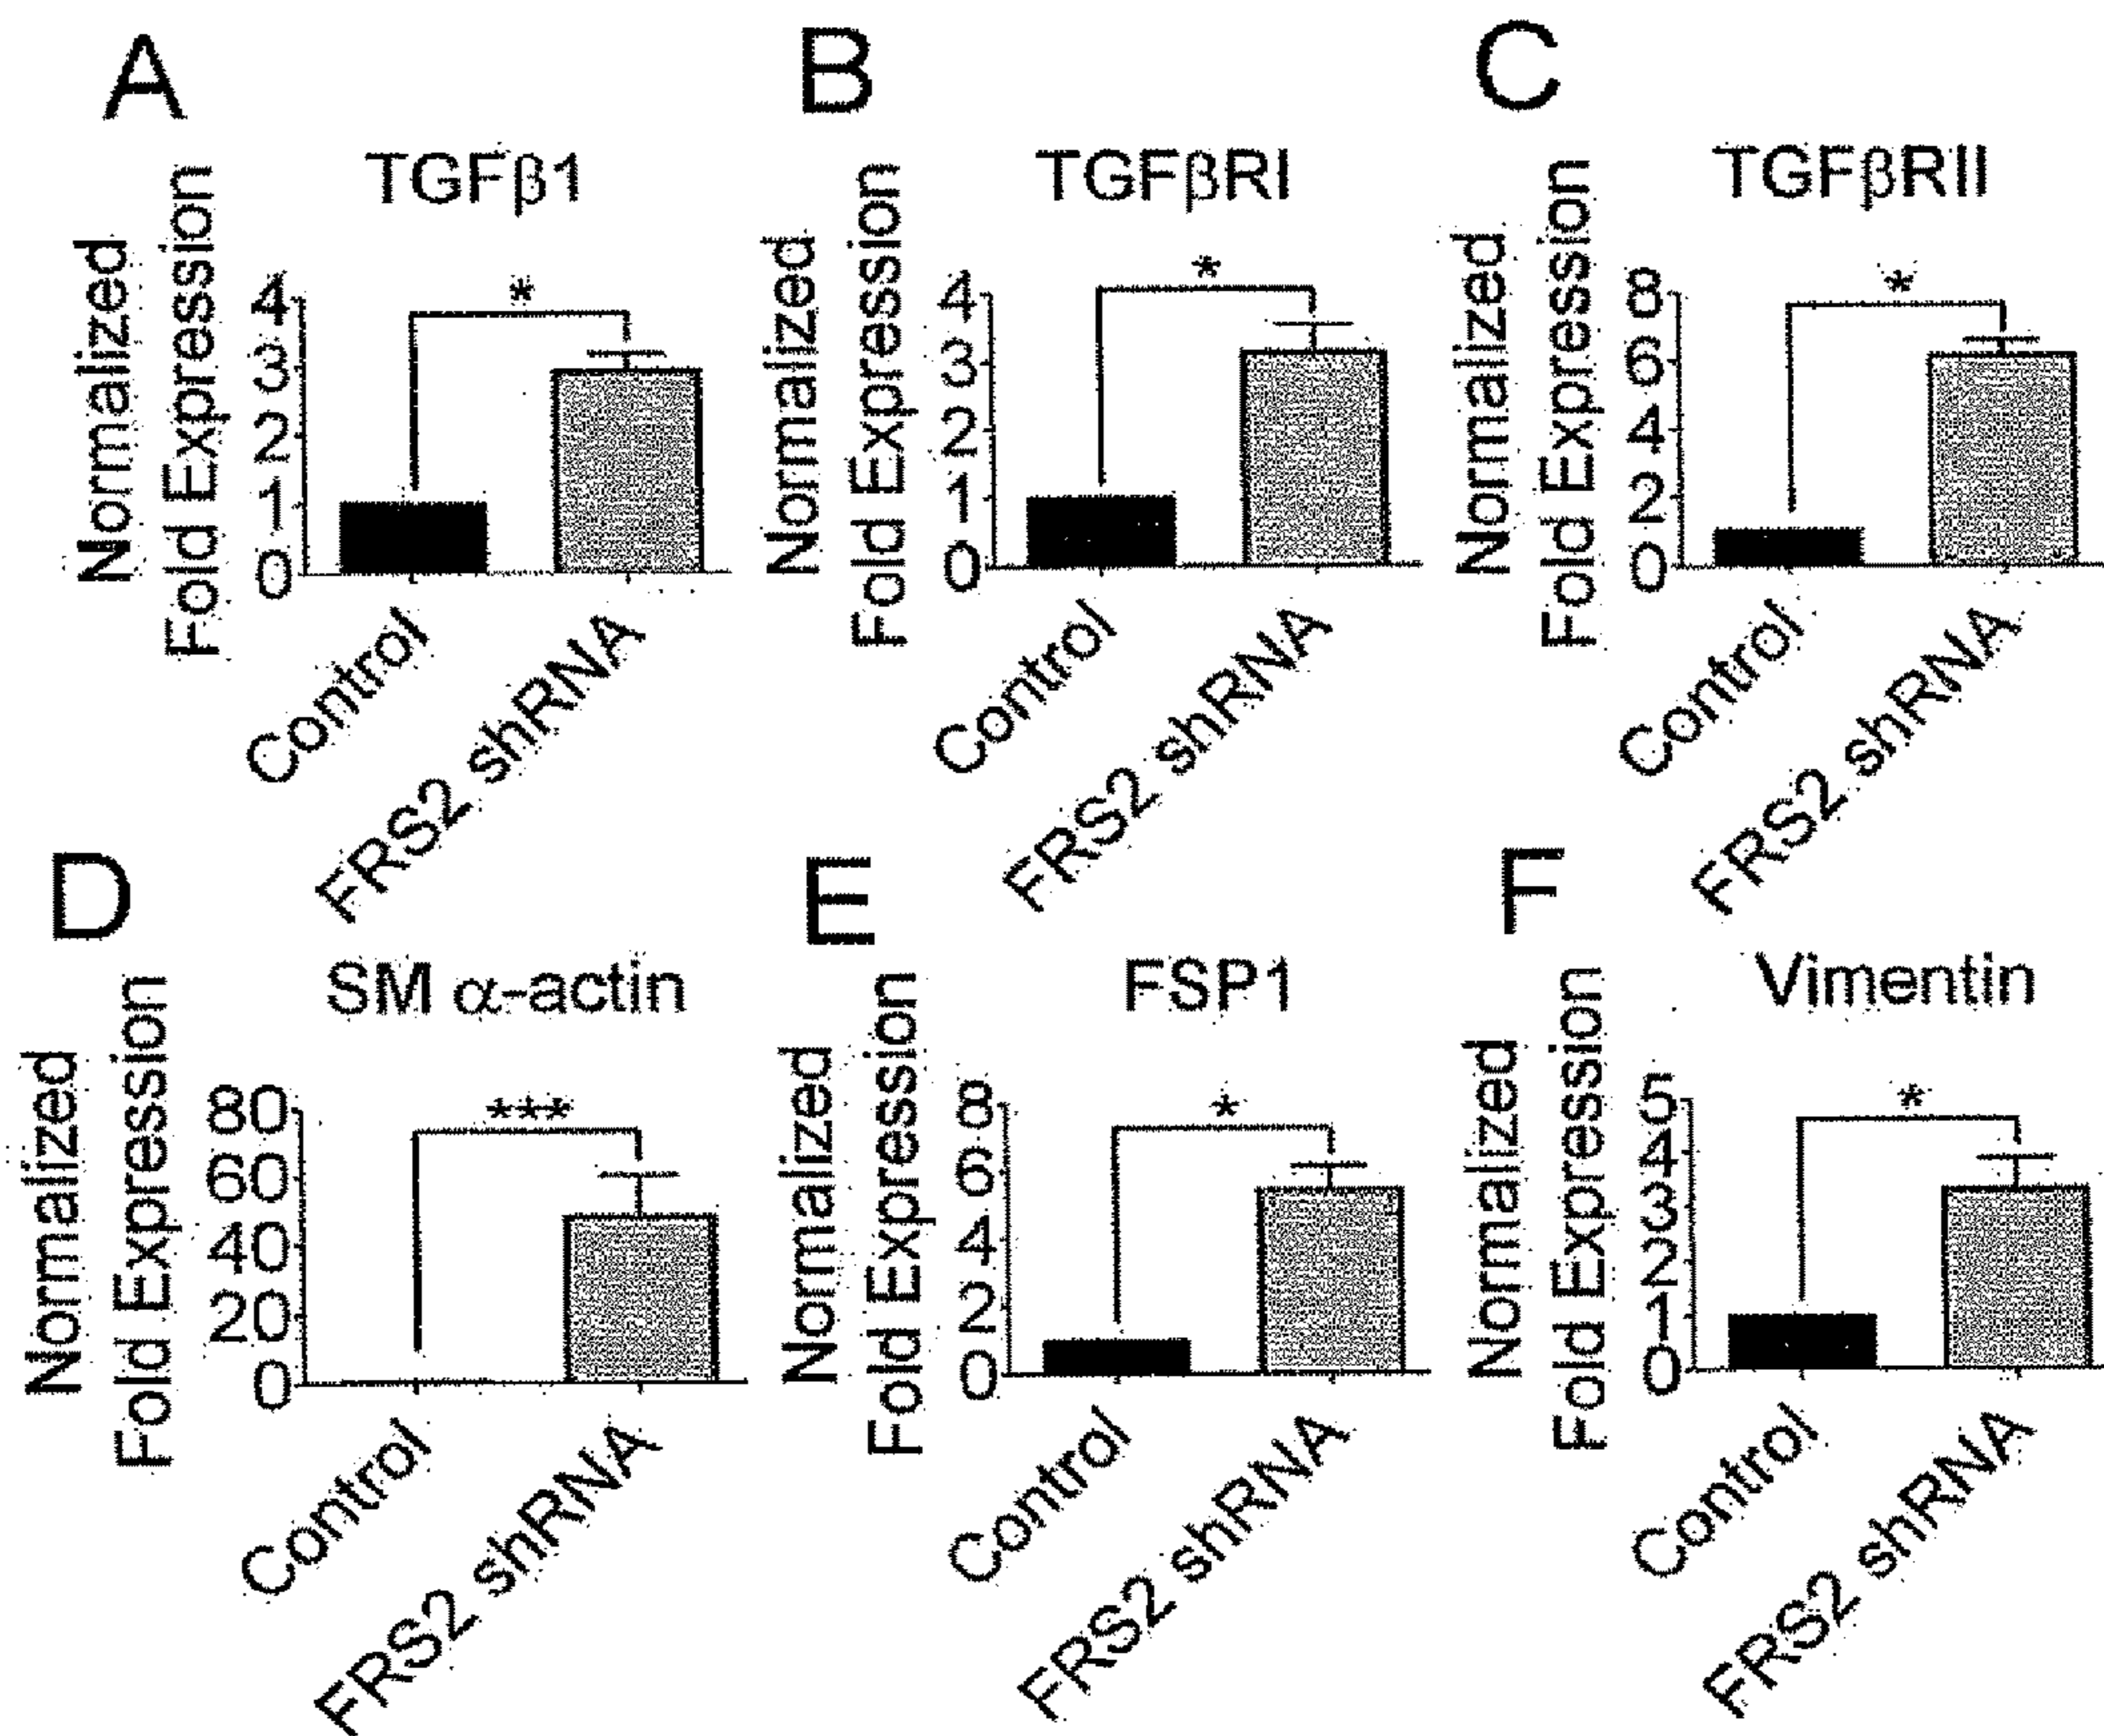 A
TGFβ1
Normalized
Fold Expression
4
3
2
1
0
*
Control
FRS2 shRNA
B
TGFβRI
Normalized
Fold Expression
4
3
2
1
0
*
Control
FRS2 shRNA
C
TGFβRII
Normalized
Fold Expression
8
6
4
2
0
*
Control
FRS2 shRNA
D
SM α-actin
Normalized
Fold Expression
80
60
40
20
0
***
Control
FRS2 shRNA
E
FSP1
Normalized
Fold Expression
8
6
4
2
0
*
Control
FRS2 shRNA
F
Vimentin
Normalized
Fold Expression
5
4
3
2
1
0
*
Control
FRS2 shRNA